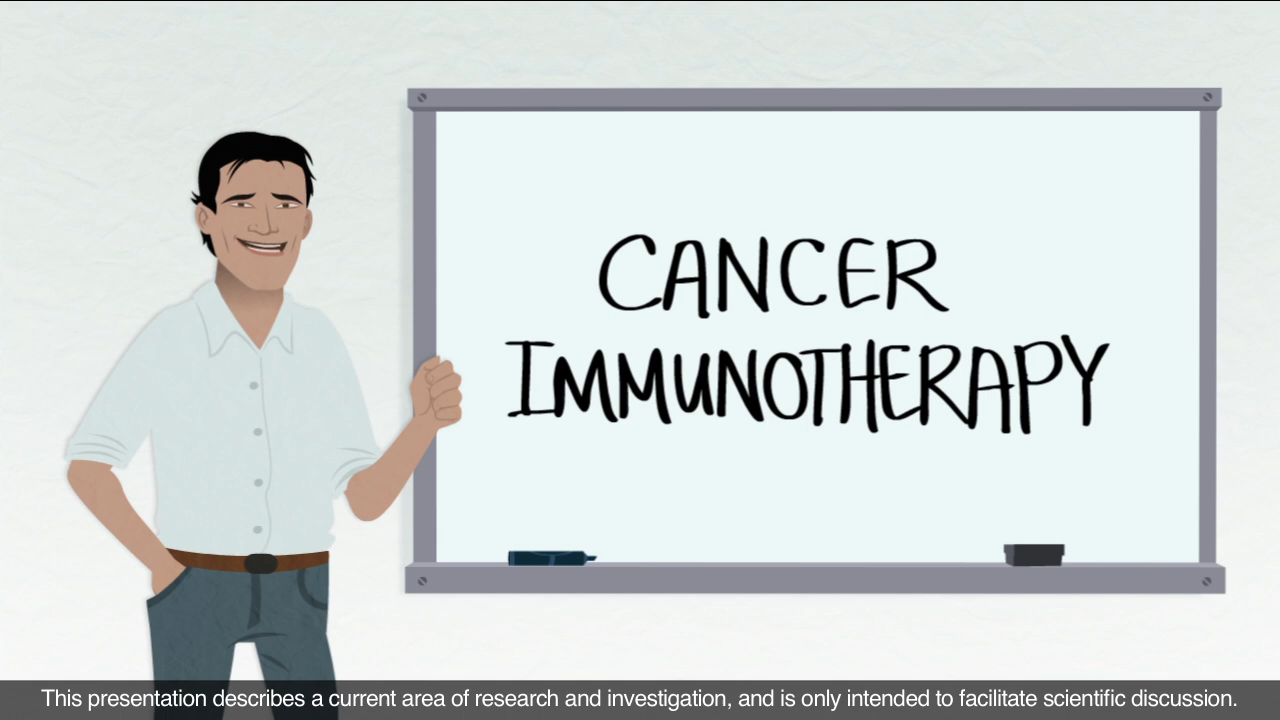 CANCER
IMMUNOTHERAPY
This presentation describes a current area of research and investigation, and is only intended to facilitate scientific discussion.